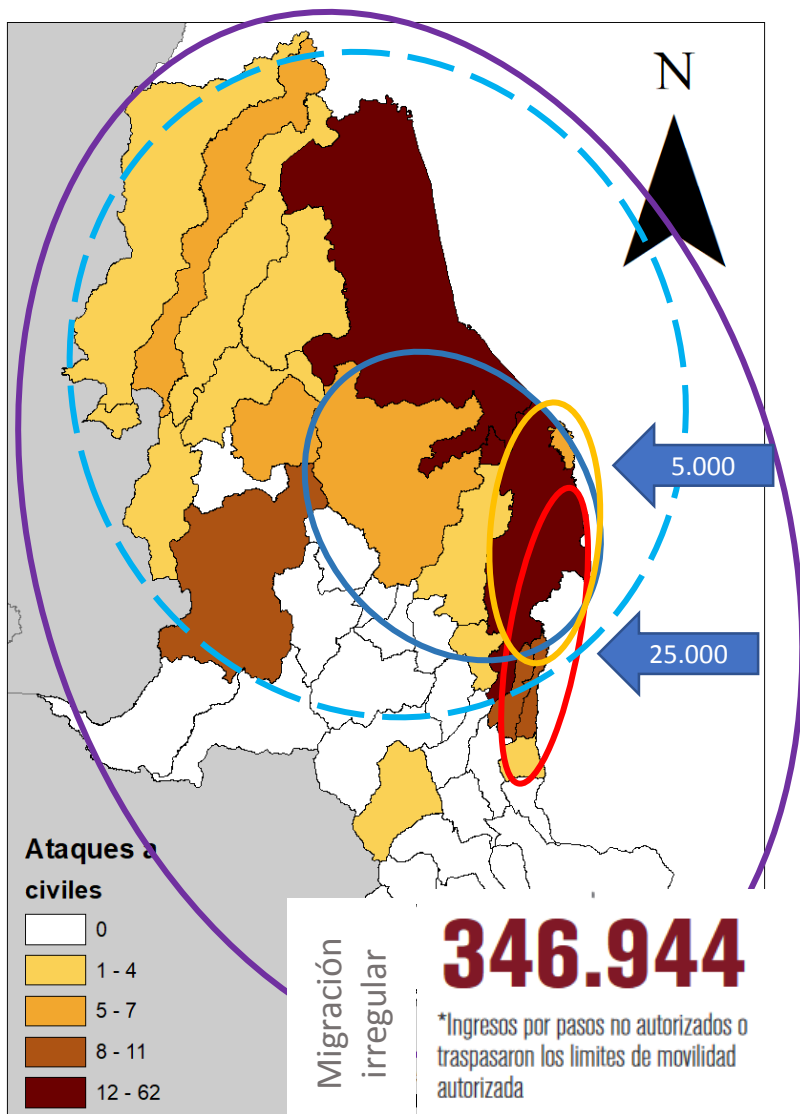 N
5.000
25.000
Ataques a
civiles
0
1 - 4
5 - 7
8 - 11
12 - 62
Migración
irregular
346.944
*Ingresos por pasos no autorizados o
traspasaron los limites de movilidad
autorizada